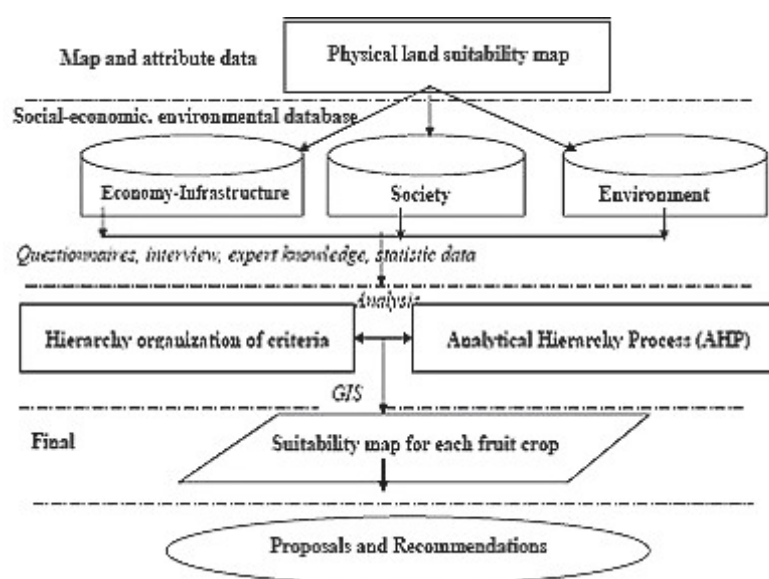 Physical land suitability map
Map and attribute data
Social-economic. environmental database
Economy-Infrastructure
Society
Environment
Questionnaires, interview, expert knowledge, statistic data
Analysis
Hierarchy organization of criteria
Analytical Hierarchy Process (AHP)
GIS
Final
Suitability map for each fruit crop
Proposals and Recommendations